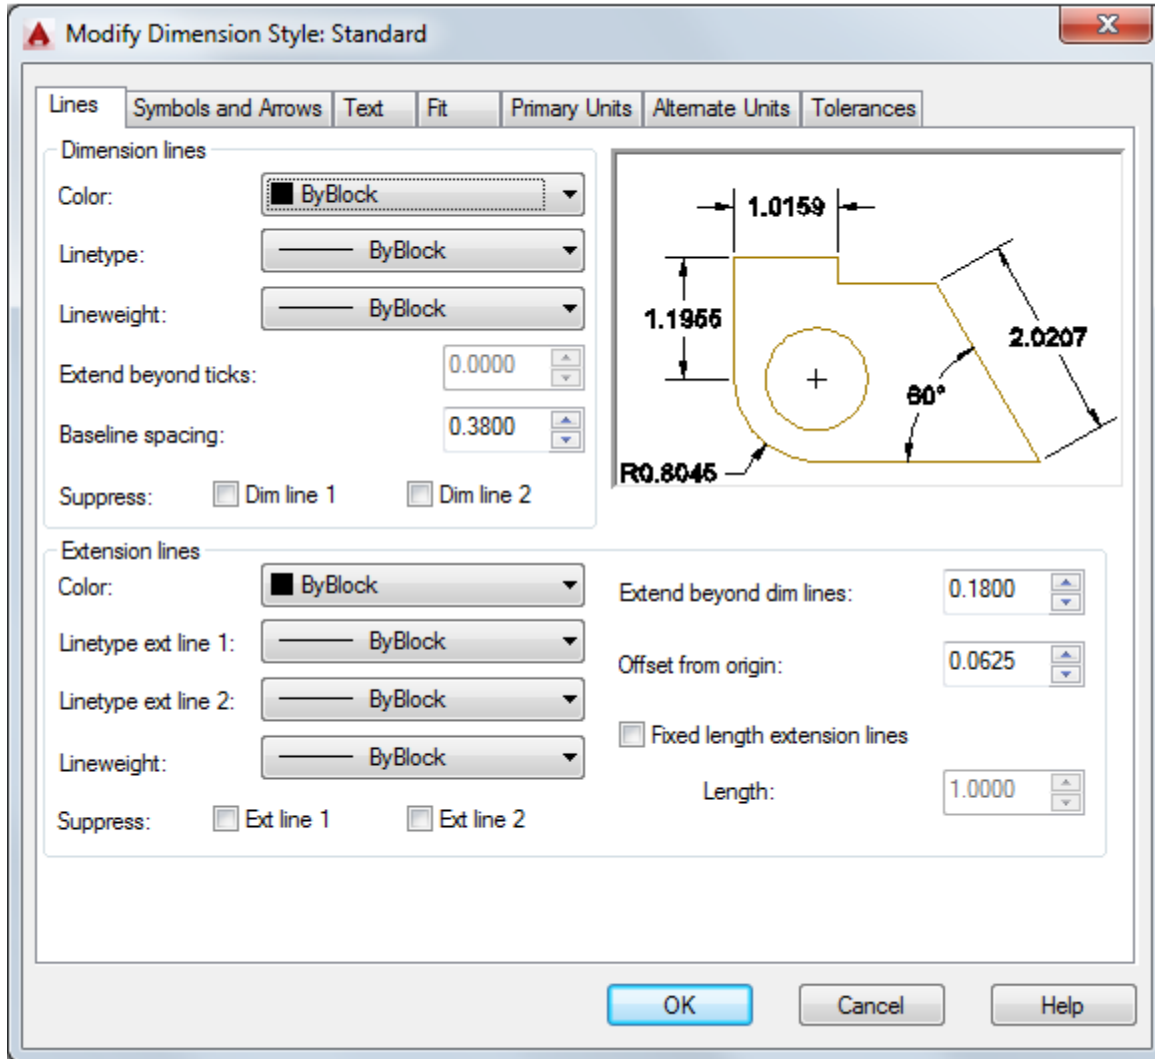 Modify Dimension Style: Standard
Lines Symbols and Arrows Text Fit Primary Units Alternate Units Tolerances
Dimension lines
Color: ByBlock
Linetype: ByBlock
Lineweight: ByBlock
Extend beyond ticks: 0.0000
Baseline spacing: 0.3800
Suppress: Dim line 1 Dim line 2
1.0159
1.1955
2.0207
60°
R0.8045
Extension lines
Color: ByBlock
Linetype ext line 1: ByBlock
Linetype ext line 2: ByBlock
Lineweight: ByBlock
Suppress: Ext line 1 Ext line 2
Extend beyond dim lines: 0.1800
Offset from origin: 0.0625
Fixed length extension lines
Length: 1.0000
OK Cancel Help